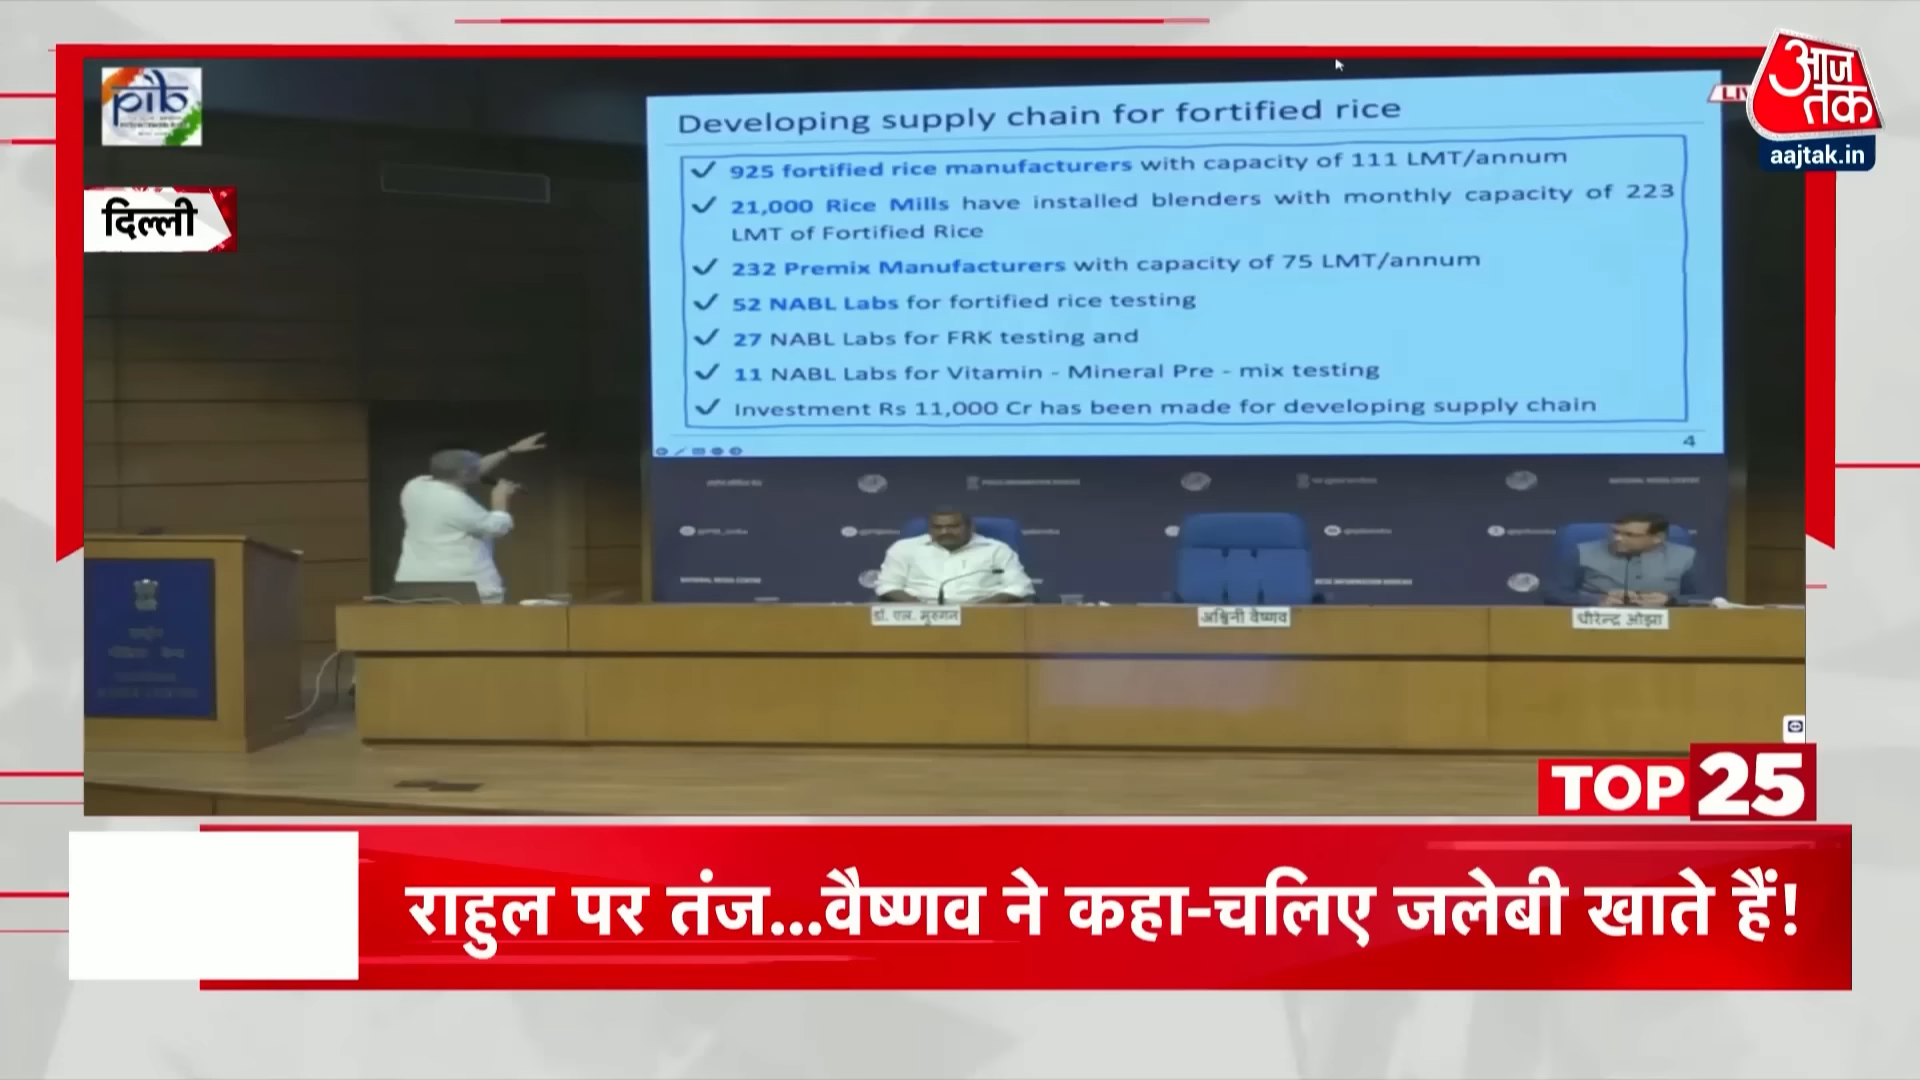 pib
आज
तक
aajtak.in
दिल्ली
Developing supply chain for fortified rice
925 fortified rice manufacturers with capacity of 111 LMT/annum
21,000 Rice Mills have installed blenders with monthly capacity of 223
LMT of Fortified Rice
232 Premix Manufacturers with capacity of 75 LMT/annum
52 NABL Labs for fortified rice testing
27 NABL Labs for FRK testing and
11 NABL Labs for Vitamin - Mineral Pre - mix testing
Investment Rs 11,000 Cr has been made for developing supply chain
4
डॉ. एल. मुरुगन
अश्विनी वैष्णव
धीरेन्द्र ओझा
TOP 25
राहुल पर तंज...वैष्णव ने कहा-चलिए जलेबी खाते हैं!